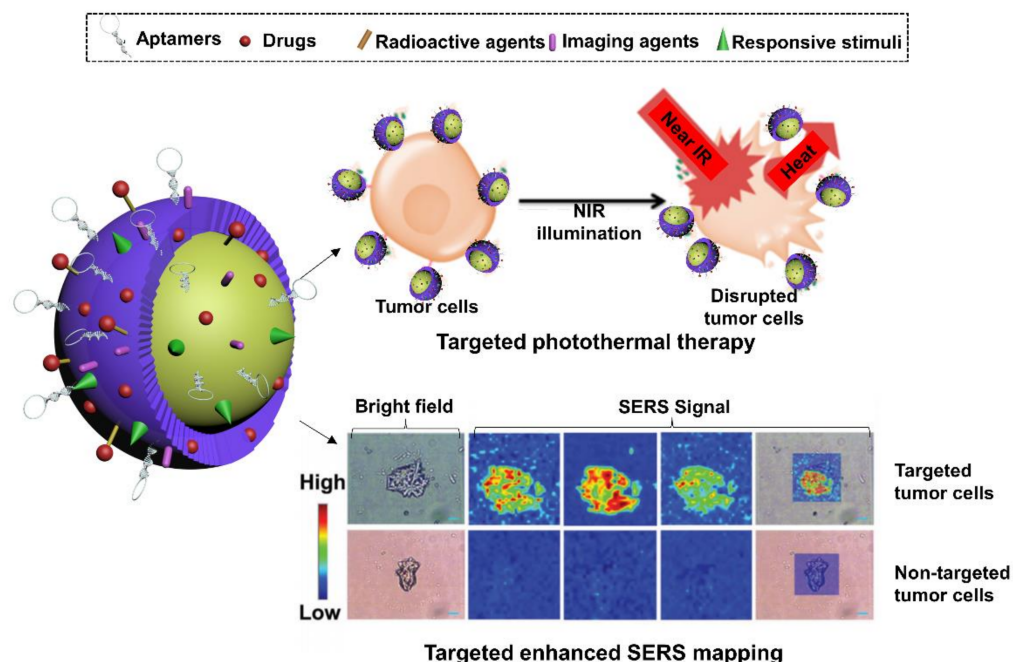 Aptamers Drugs Radioactive agents Imaging agents Responsive stimuli
Near IR
Heat
NIR
illumination
Tumor cells
Disrupted
tumor cells
Targeted photothermal therapy
Bright field
SERS Signal
High
Low
Targeted
tumor cells
Non-targeted
tumor cells
Targeted enhanced SERS mapping